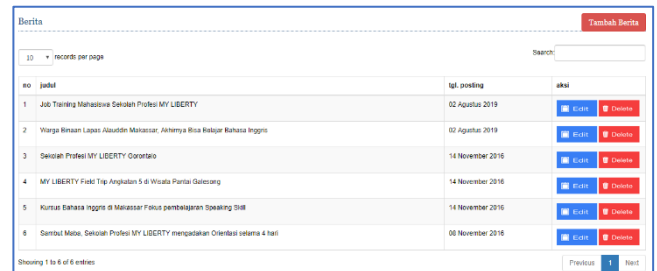 Berita
Tambah Berita
10 records per page
Search:
no judul tgl. posting aksi
1 Job Training Mahasiswa Sekolah Profesi MY LIBERTY 02 Agustus 2019 Edit Delete
2 Warga Binaan Lapas Alauddin Makassar, Akhirnya Bisa Belajar Bahasa Inggris 02 Agustus 2019 Edit Delete
3 Sekolah Profesi MY LIBERTY Gorontalo 14 November 2016 Edit Delete
4 MY LIBERTY Field Trip Angkatan 5 di Wisata Pantai Galesong 14 November 2016 Edit Delete
5 Kursus Bahasa Inggris di Makassar Fokus pembelajaran Speaking Skill 14 November 2016 Edit Delete
6 Sambut Maba, Sekolah Profesi MY LIBERTY mengadakan Orientasi selama 4 hari 08 November 2016 Edit Delete
Showing 1 to 6 of 6 entries
Previous 1 Next